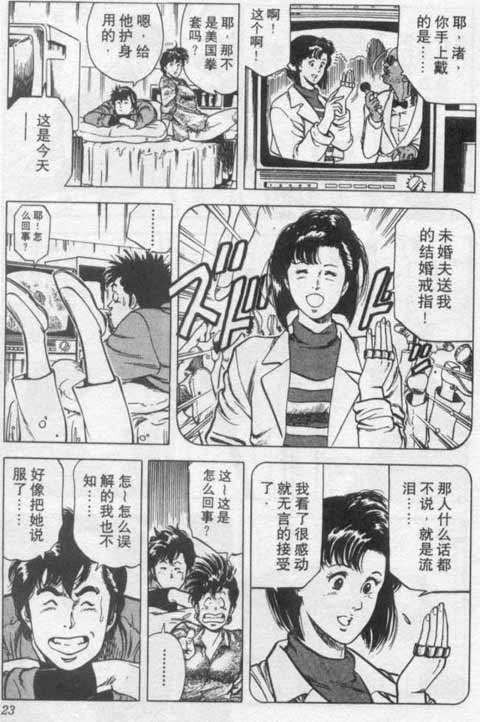 耶，渚，
你手上戴
的是……
啊！
这个啊！
耶，那不
是美国拳
套吗？
嗯，给
他护身
用的．
这是今天
——
未婚夫送我
的结婚戒指！
ズドド
ズド
………
耶！怎
么回事？
那人什么话都
不说，就是流
泪……
我看了很感动
就无言的接受
了．
这～这是
怎么回事？
……
怎～怎么误
解的我也不
知……
好像把她说
服了……
23